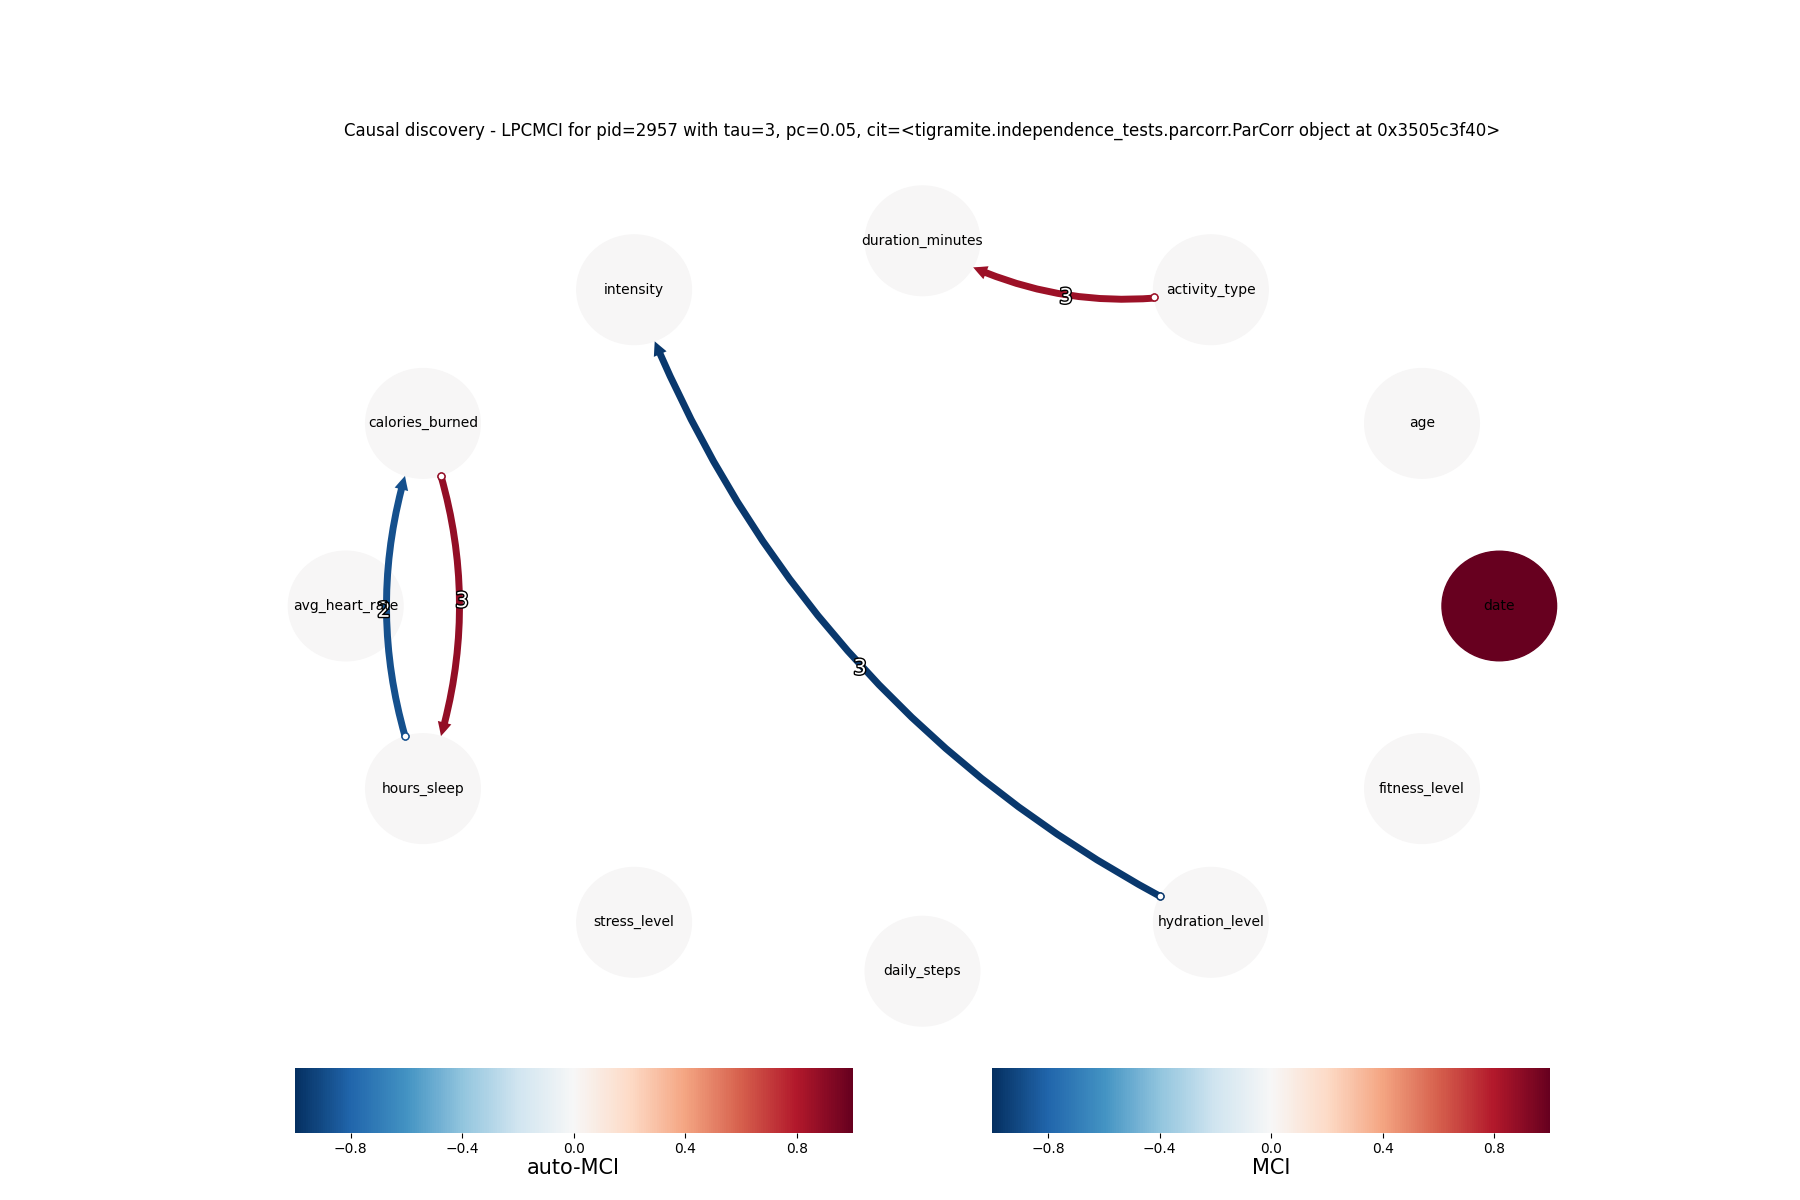 Causal discovery - LPCMCI for pid=2957 with tau=3, pc=0.05, cit=<tigramite.independence_tests.parcorr.ParCorr object at 0x3505c3f40>
duration_minutes
intensity
activity_type
3
calories_burned
age
avg_heart_rate
2
3
date
3
hours_sleep
fitness_level
stress_level
hydration_level
daily_steps
−0.8 −0.4 0.0 0.4 0.8
auto-MCI
−0.8 −0.4 0.0 0.4 0.8
MCI